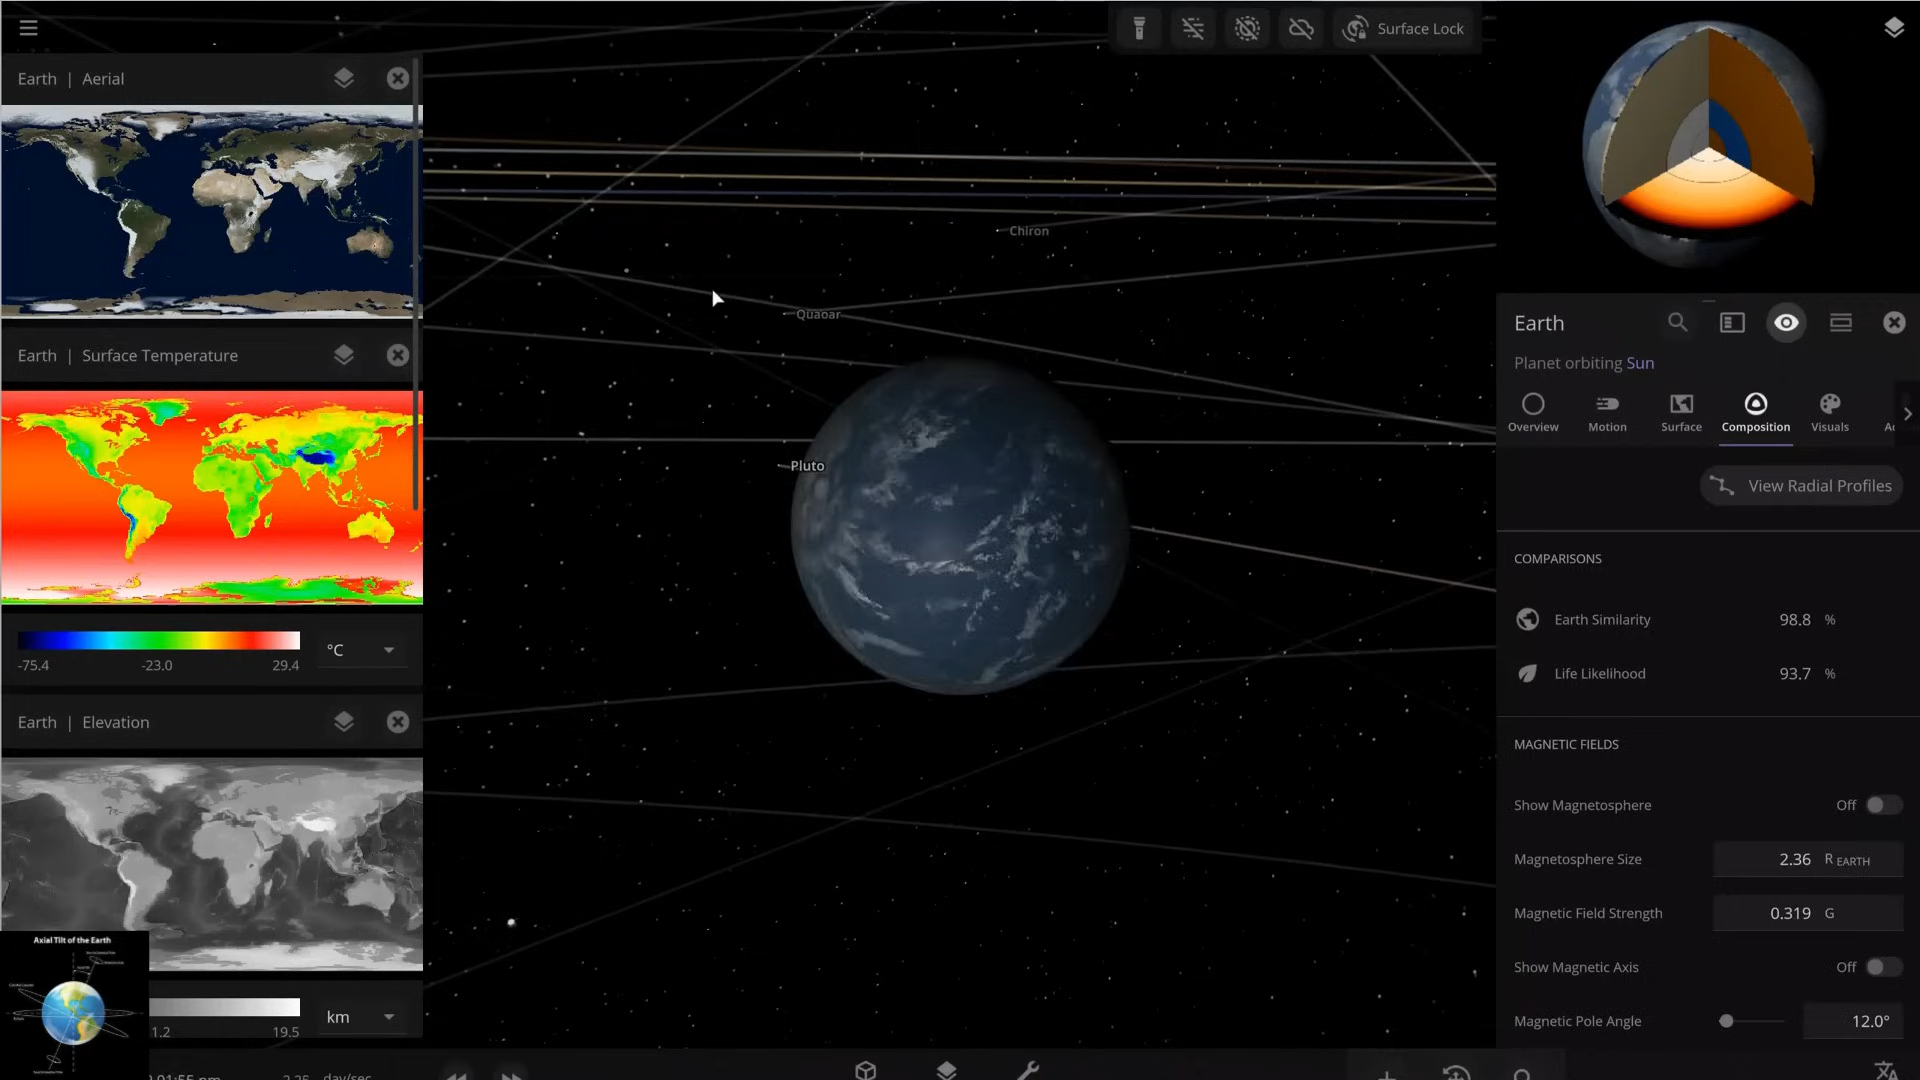 Surface Lock
Earth | Aerial
Earth | Surface Temperature
°C
-75.4
-23.0
29.4
Earth | Elevation
Axial Tilt of the Earth
km
1.2
19.5
day/sec
Chiron
Quaoar
Pluto
Earth
Planet orbiting Sun
Overview
Motion
Surface
Composition
Visuals
View Radial Profiles
COMPARISONS
Earth Similarity 98.8 %
Life Likelihood 93.7 %
MAGNETIC FIELDS
Show Magnetosphere Off
Magnetosphere Size 2.36 R EARTH
Magnetic Field Strength 0.319 G
Show Magnetic Axis Off
Magnetic Pole Angle 12.0°